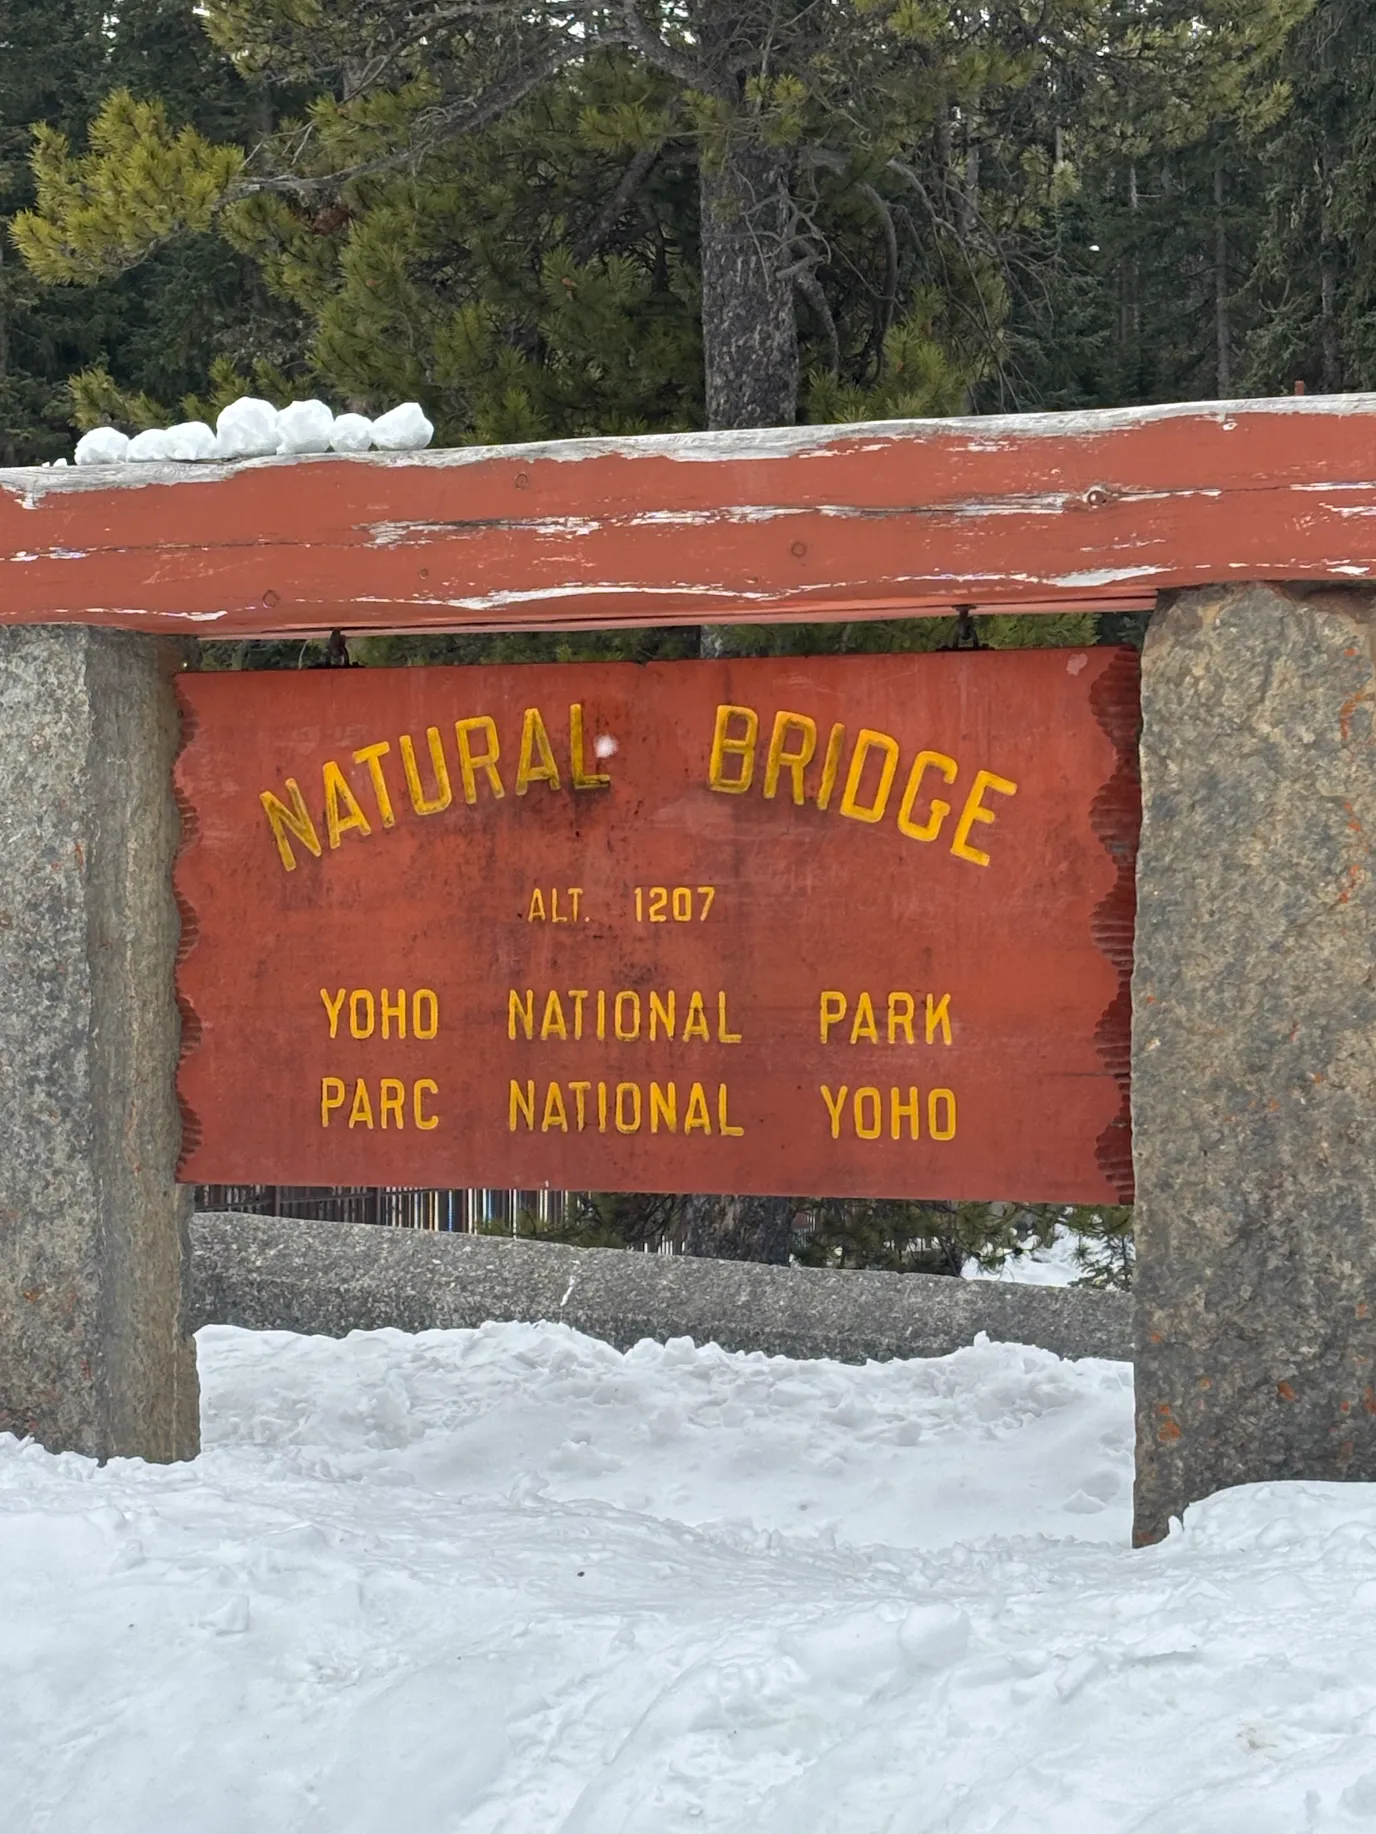 NATURAL BRIDGE
ALT. 1207
YOHO NATIONAL PARK
PARC NATIONAL YOHO